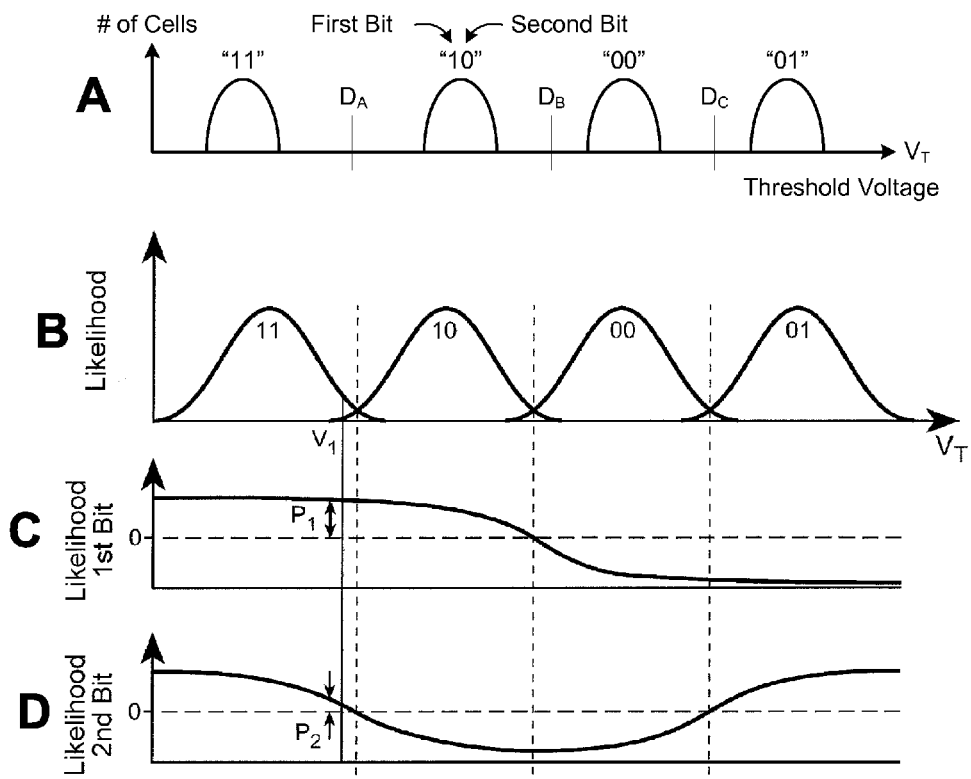 # of Cells
First Bit
Second Bit
A
“11”
“10”
“00”
“01”
D_A
D_B
D_C
V_T
Threshold Voltage
B
Likelihood
11
10
00
01
V_1
V_T
C
Likelihood
1st Bit
0
P_1
D
Likelihood
2nd Bit
0
P_2